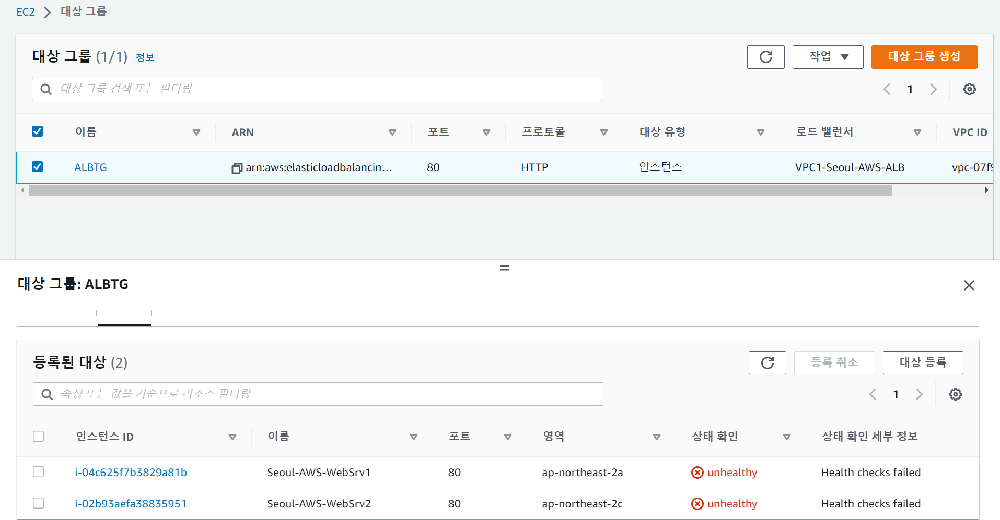 EC2 > 대상 그룹
대상 그룹 (1/1) 정보
작업
대상 그룹 생성
대상 그룹 검색 또는 필터링
1
이름 ARN 포트 프로토콜 대상 유형 로드 밸런서 VPC ID
ALBTG arn:aws:elasticloadbalancin… 80 HTTP 인스턴스 VPC1-Seoul-AWS-ALB vpc-07f9
대상 그룹: ALBTG
등록된 대상 (2)
등록 취소
대상 등록
속성 또는 값을 기준으로 리소스 필터링
1
인스턴스 ID 이름 포트 영역 상태 확인 상태 확인 세부 정보
i-04c625f7b3829a81b Seoul-AWS-WebSrv1 80 ap-northeast-2a unhealthy Health checks failed
i-02b93aefa38835951 Seoul-AWS-WebSrv2 80 ap-northeast-2c unhealthy Health checks failed